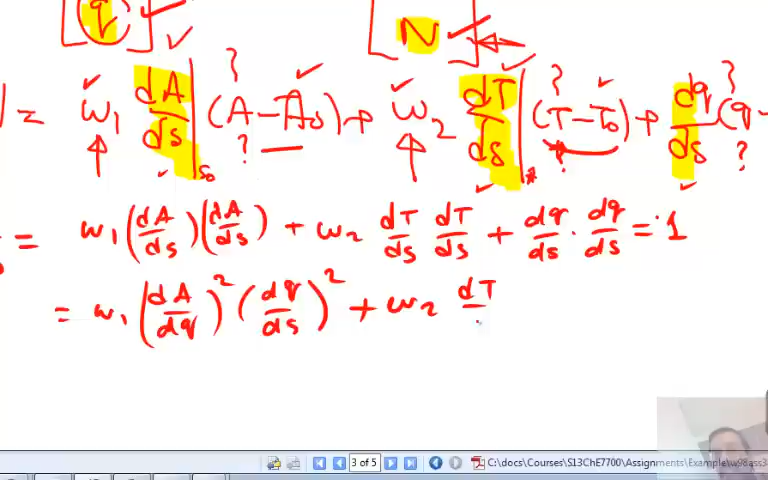 q N
= w₁ dA/ds |s₀ (A − A₀) + w₂ dT/ds |* (T − T₀) + dq/ds (q −
? ? ?
? ? ?
= w₁ (dA/ds)(dA/ds) + w₂ dT/ds dT/ds + dq/ds · dq/ds = 1
= w₁ (dA/dq)² (dq/ds)² + w₂ dT
3 of 5 C:\docs\Courses\S13ChE7700\Assignments\Example\w98ass3